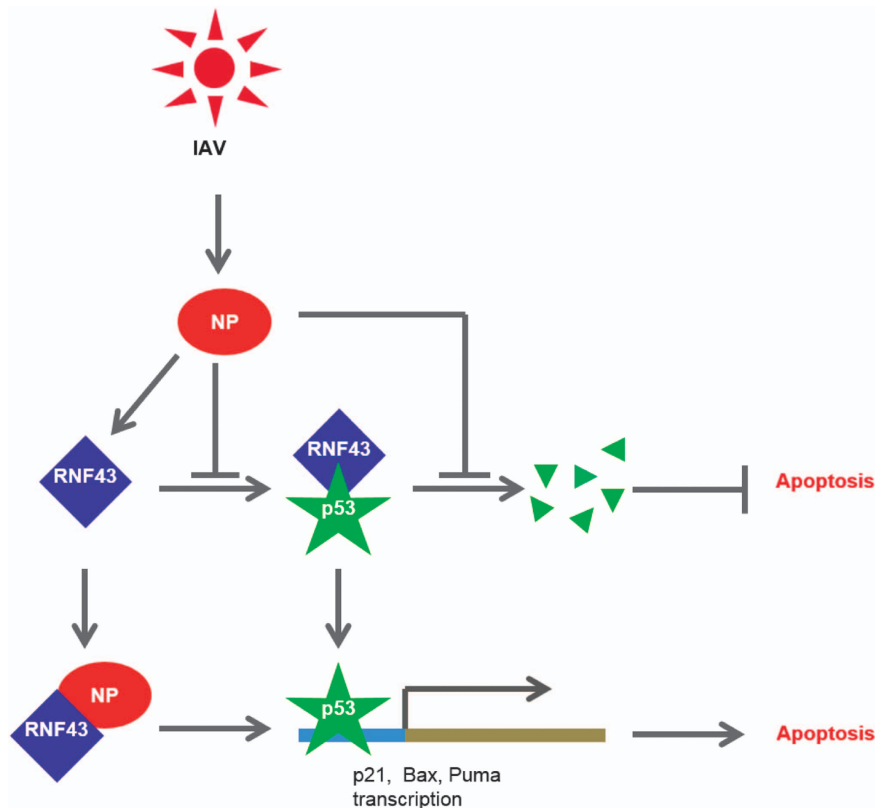 IAV
NP
RNF43
RNF43
p53
Apoptosis
NP
RNF43
p53
Apoptosis
p21, Bax, Puma
transcription